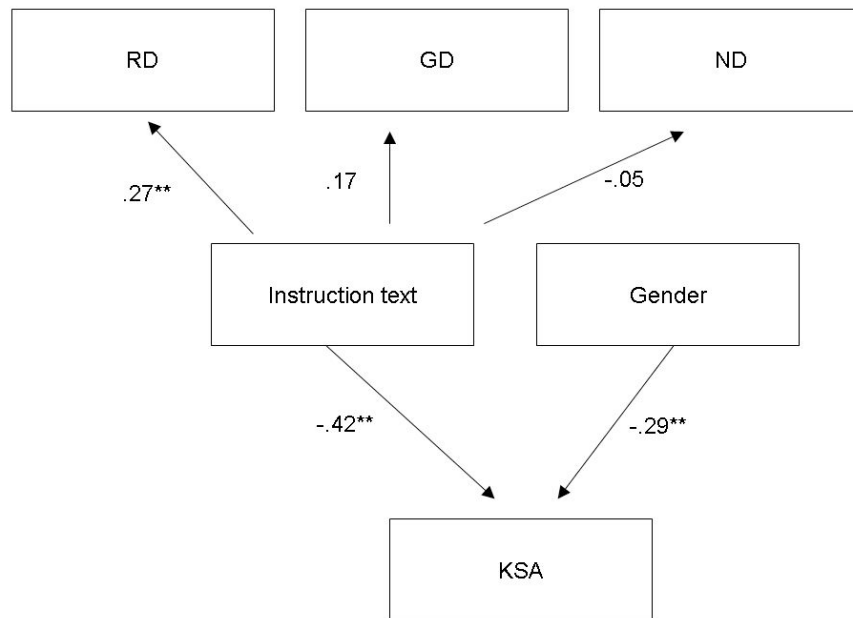 RD
GD
ND
.27**
.17
-.05
Instruction text
Gender
-.42**
-.29**
KSA